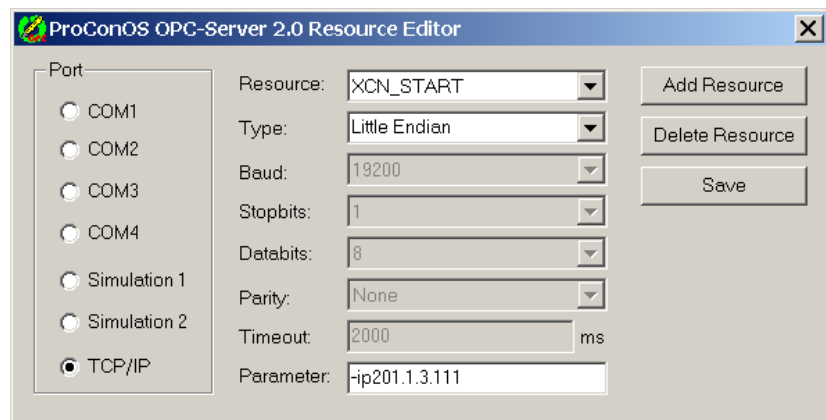 ProConOS OPC-Server 2.0 Resource Editor
Port
COM1
COM2
COM3
COM4
Simulation 1
Simulation 2
TCP/IP
Resource: XCN_START
Type: Little Endian
Baud: 19200
Stopbits: 1
Databits: 8
Parity: None
Timeout: 2000 ms
Parameter: -ip201.1.3.111
Add Resource
Delete Resource
Save